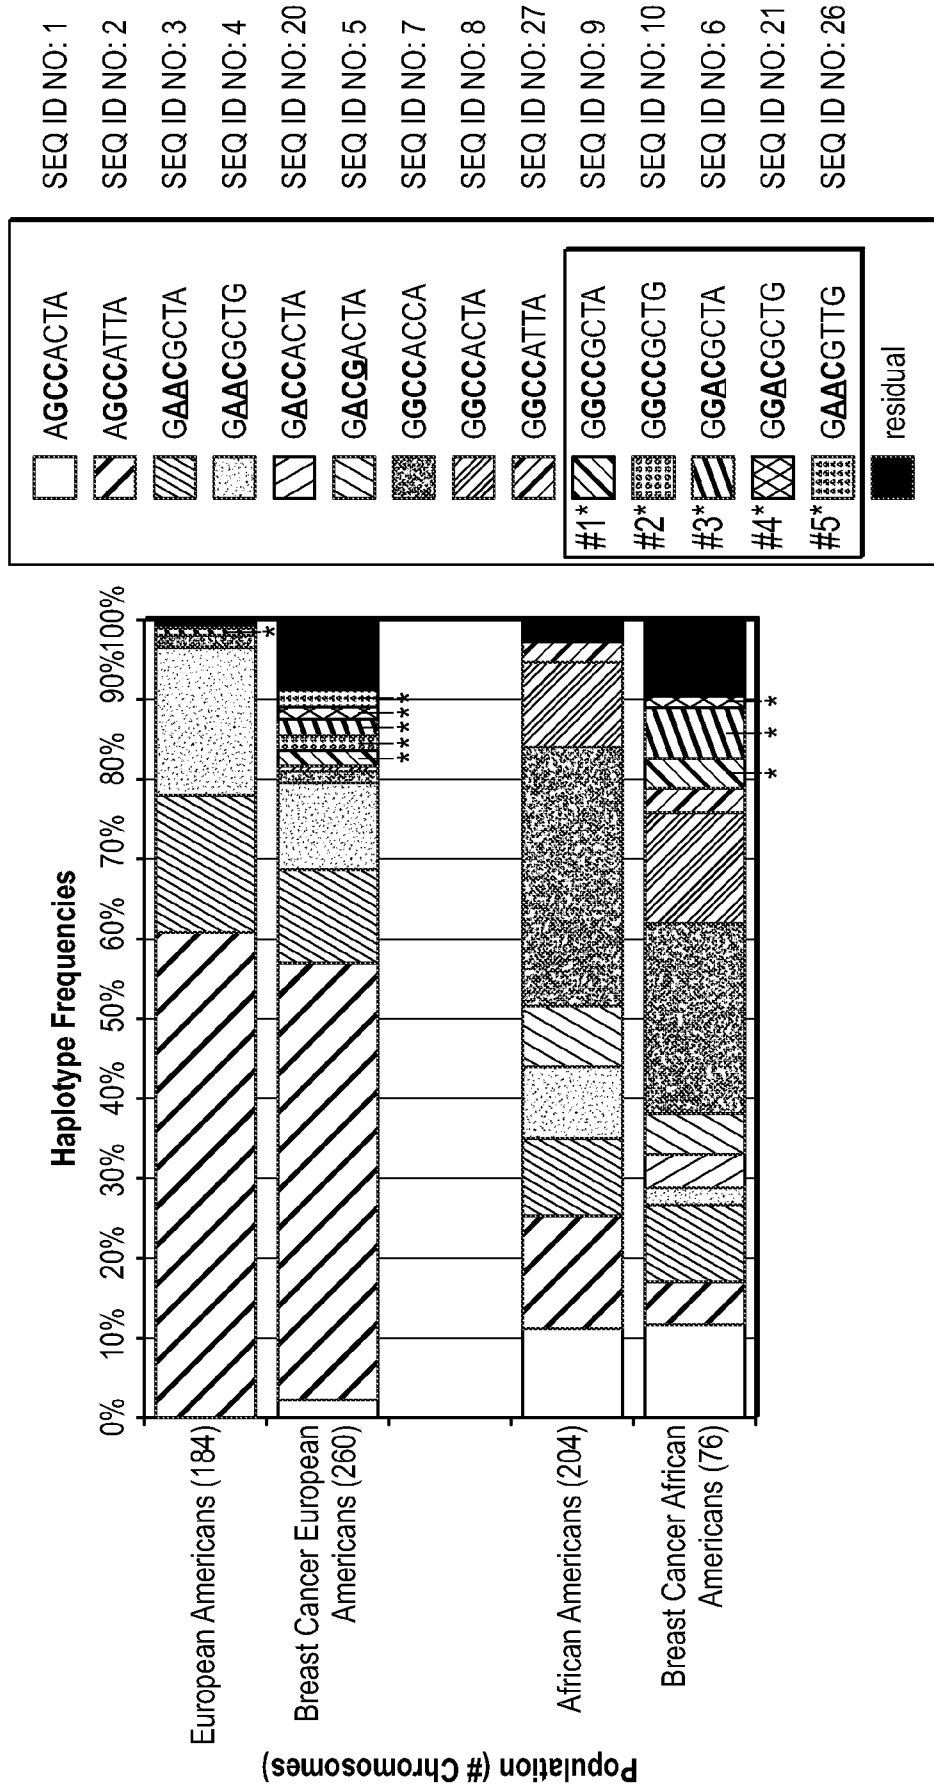 Haplotype Frequencies
0% 10% 20% 30% 40% 50% 60% 70% 80% 90% 100%
Population (# Chromosomes)
European Americans (184)
*
Breast Cancer European
Americans (260)
* * * * *
African Americans (204)
Breast Cancer African
Americans (76)
* * *
AGCCACTA SEQ ID NO: 1
AGCCATTA SEQ ID NO: 2
GAACGCTA SEQ ID NO: 3
GAACGCTG SEQ ID NO: 4
GACCACTA SEQ ID NO: 20
GACGACTA SEQ ID NO: 5
GGCCACCA SEQ ID NO: 7
GGCCACTA SEQ ID NO: 8
GGCCATTA SEQ ID NO: 27
#1* GGCCGCTA SEQ ID NO: 9
#2* GGCCGCTG SEQ ID NO: 10
#3* GGACGCTA SEQ ID NO: 6
#4* GGACGCTG SEQ ID NO: 21
#5* GAACGTTG SEQ ID NO: 26
residual